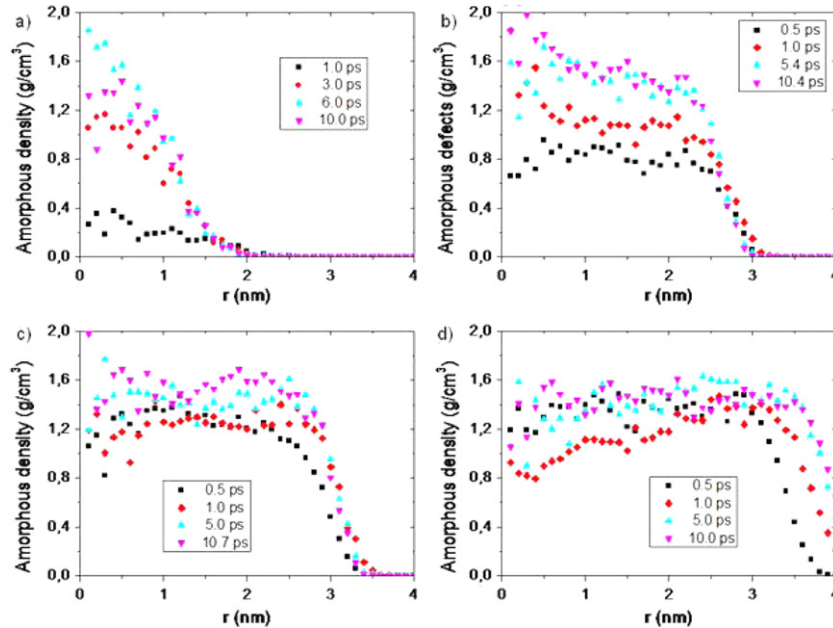 a)
2,0
1,6
1,2
0,8
0,4
0,0
Amorphous density (g/cm³)
1.0 ps
3.0 ps
6.0 ps
10.0 ps
0 1 2 3 4
r (nm)
b)
2,0
1,6
1,2
0,8
0,4
0,0
Amorphous defects (g/cm³)
0.5 ps
1.0 ps
5.4 ps
10.4 ps
0 1 2 3 4
r (nm)
c)
2,0
1,6
1,2
0,8
0,4
0,0
Amorphous density (g/cm³)
0.5 ps
1.0 ps
5.0 ps
10.7 ps
0 1 2 3 4
r (nm)
d)
2,0
1,6
1,2
0,8
0,4
0,0
Amorphous density (g/cm³)
0.5 ps
1.0 ps
5.0 ps
10.0 ps
0 1 2 3 4
r (nm)